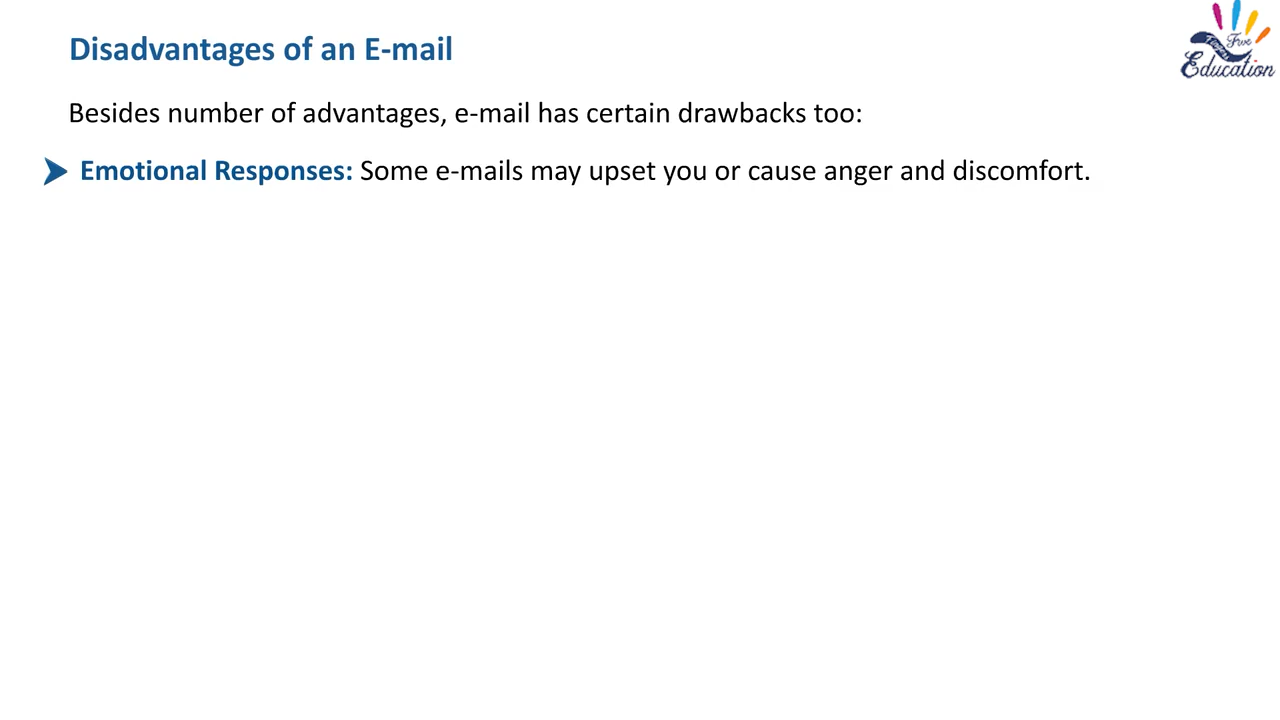 Disadvantages of an E-mail
Five
Education
Besides number of advantages, e-mail has certain drawbacks too:
Emotional Responses: Some e-mails may upset you or cause anger and discomfort.